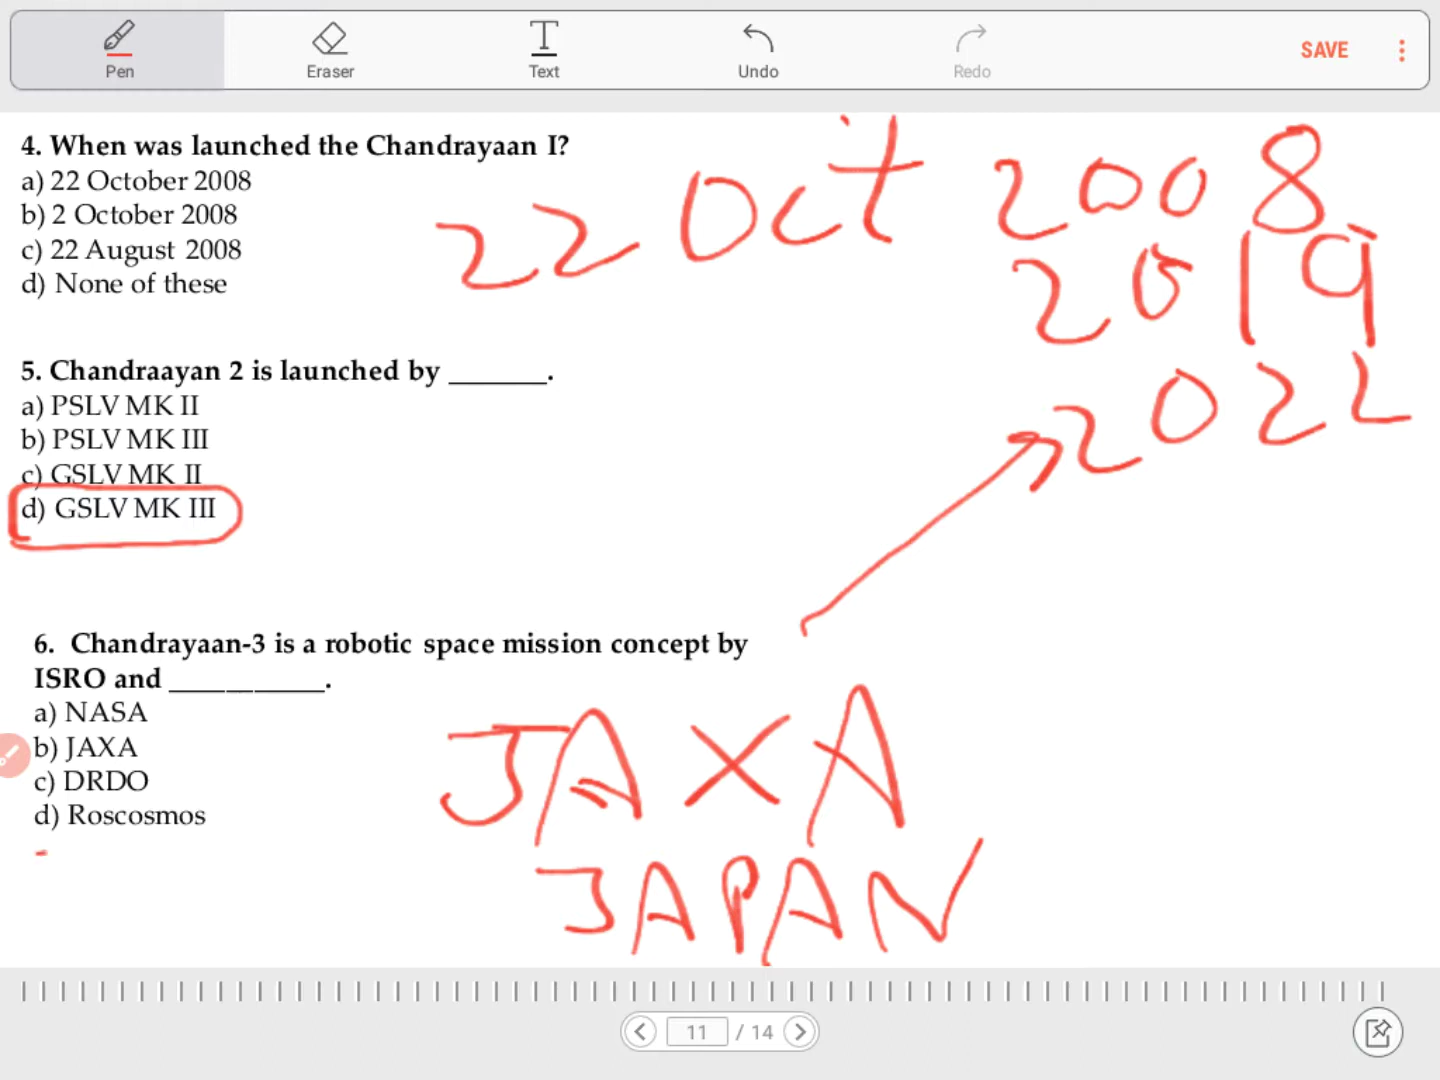 Pen
Eraser
Text
Undo
Redo
SAVE
4. When was launched the Chandrayaan I?
a) 22 October 2008
b) 2 October 2008
c) 22 August 2008
d) None of these
22 Oct 2008
2019
2022
5. Chandraayan 2 is launched by _______.
a) PSLV MK II
b) PSLV MK III
c) GSLV MK II
d) GSLV MK III
6. Chandrayaan-3 is a robotic space mission concept by
ISRO and ___________.
a) NASA
b) JAXA
c) DRDO
d) Roscosmos
JAXA
JAPAN
11 / 14